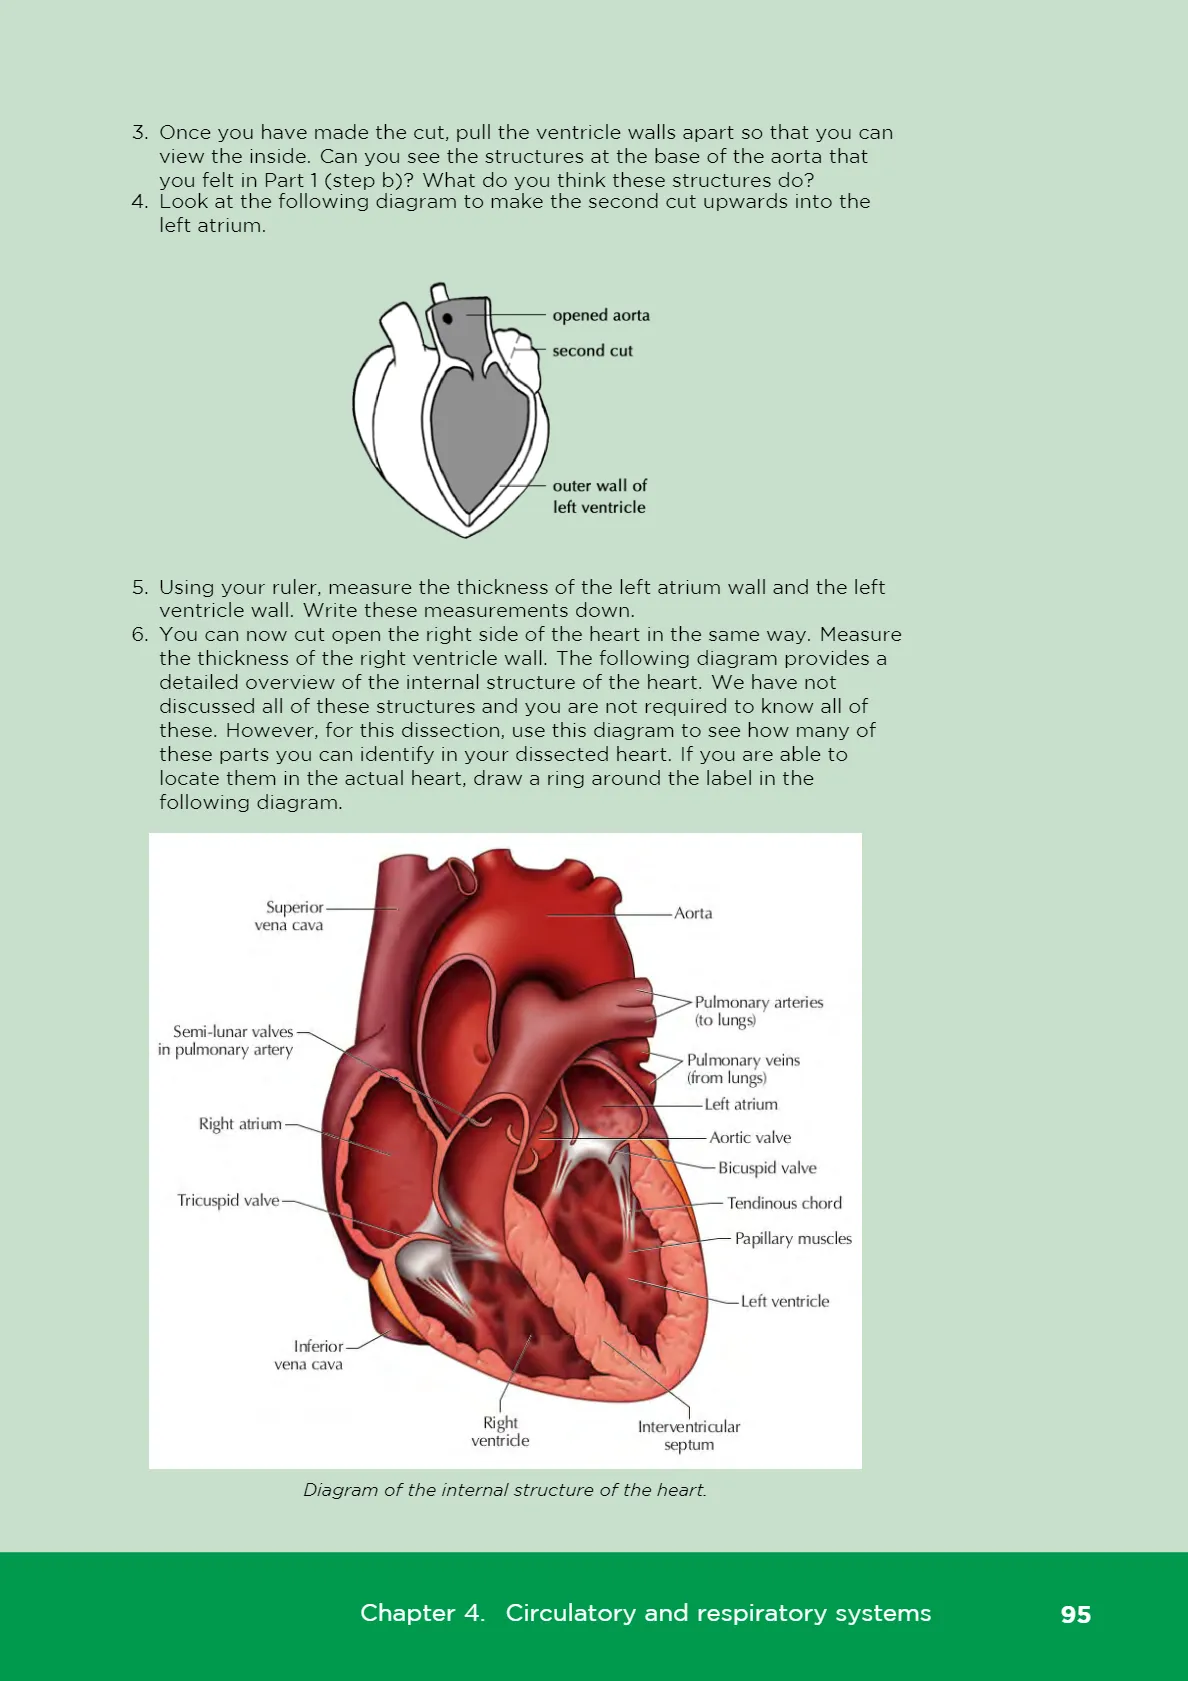 3. Once you have made the cut, pull the ventricle walls apart so that you can
view the inside. Can you see the structures at the base of the aorta that
you felt in Part 1 (step b)? What do you think these structures do?
4. Look at the following diagram to make the second cut upwards into the
left atrium.
opened aorta
second cut
outer wall of
left ventricle
5. Using your ruler, measure the thickness of the left atrium wall and the left
ventricle wall. Write these measurements down.
6. You can now cut open the right side of the heart in the same way. Measure
the thickness of the right ventricle wall. The following diagram provides a
detailed overview of the internal structure of the heart. We have not
discussed all of these structures and you are not required to know all of
these. However, for this dissection, use this diagram to see how many of
these parts you can identify in your dissected heart. If you are able to
locate them in the actual heart, draw a ring around the label in the
following diagram.
Superior
vena cava
Aorta
Pulmonary arteries
(to lungs)
Semi-lunar valves
in pulmonary artery
Pulmonary veins
(from lungs)
Left atrium
Right atrium
Aortic valve
Bicuspid valve
Tricuspid valve
Tendinous chord
Papillary muscles
Left ventricle
Inferior
vena cava
Right
ventricle
Interventricular
septum
Diagram of the internal structure of the heart.
Chapter 4. Circulatory and respiratory systems 95